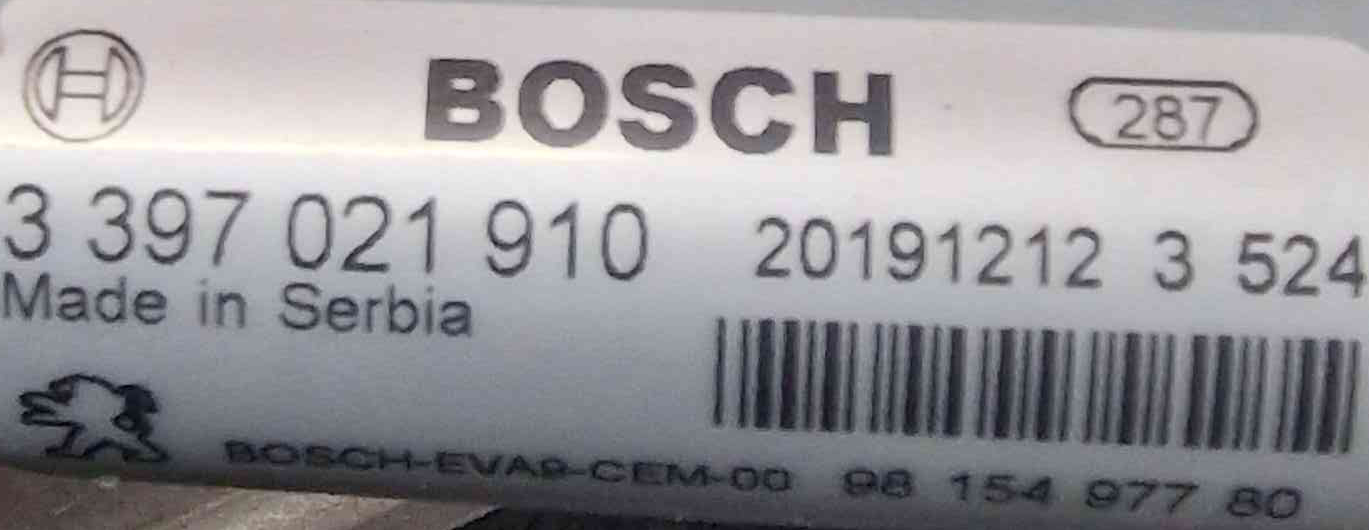 BOSCH 287
3 397 021 910 20191212 3 524
Made in Serbia
BOSCH-EVA9-CEM-00 98 154 977 80